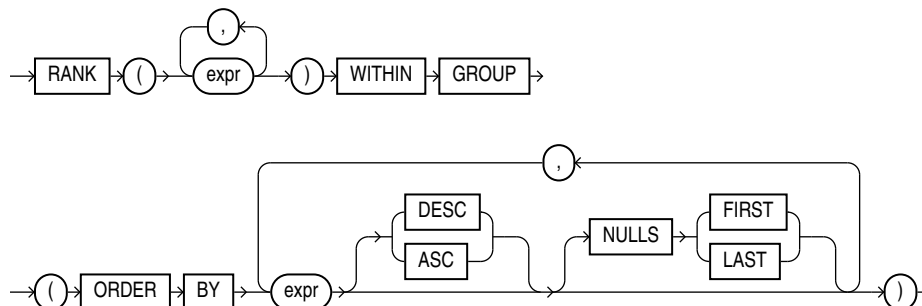 ,
RANK ( expr ) WITHIN GROUP
,
DESC
ASC
NULLS
FIRST
LAST
( ORDER BY expr )